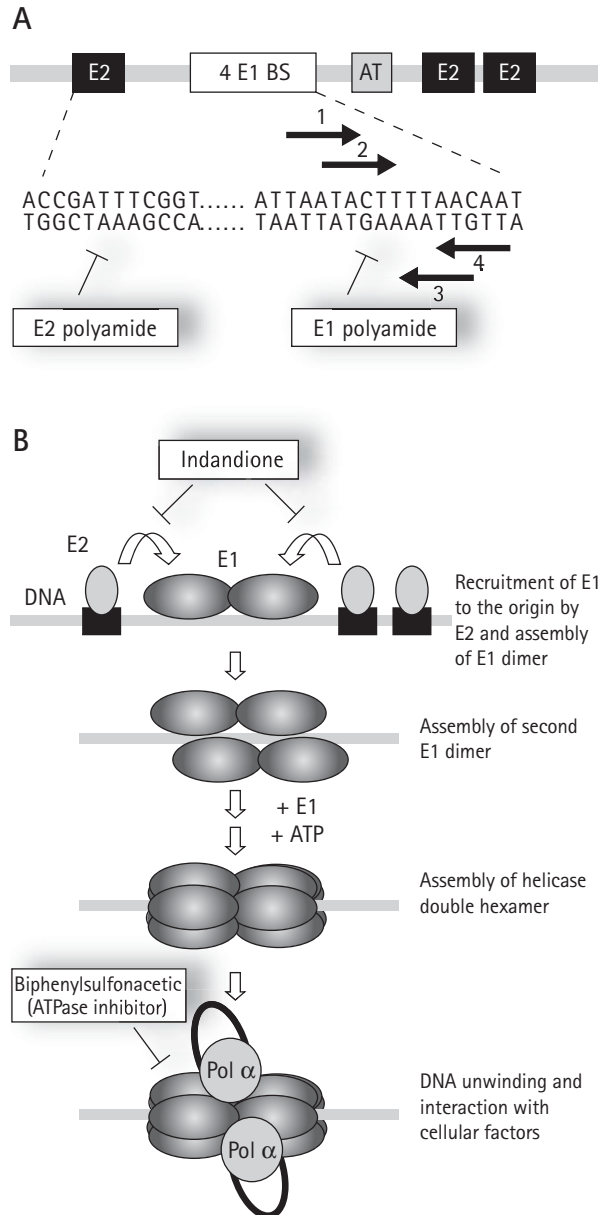 A
E2
4 E1 BS
AT
E2
E2
1
2
ACCGATTTCGGT...... ATTAATACTTTTAACAAT
TGGCTAAAGCCA...... TAATTATGAAAATTGTTA
4
3
E2 polyamide
E1 polyamide
B
Indandione
E2
E1
DNA
Recruitment of E1
to the origin by
E2 and assembly
of E1 dimer
Assembly of second
E1 dimer
+ E1
+ ATP
Assembly of helicase
double hexamer
Biphenylsulfonacetic
(ATPase inhibitor)
Pol α
Pol α
DNA unwinding and
interaction with
cellular factors